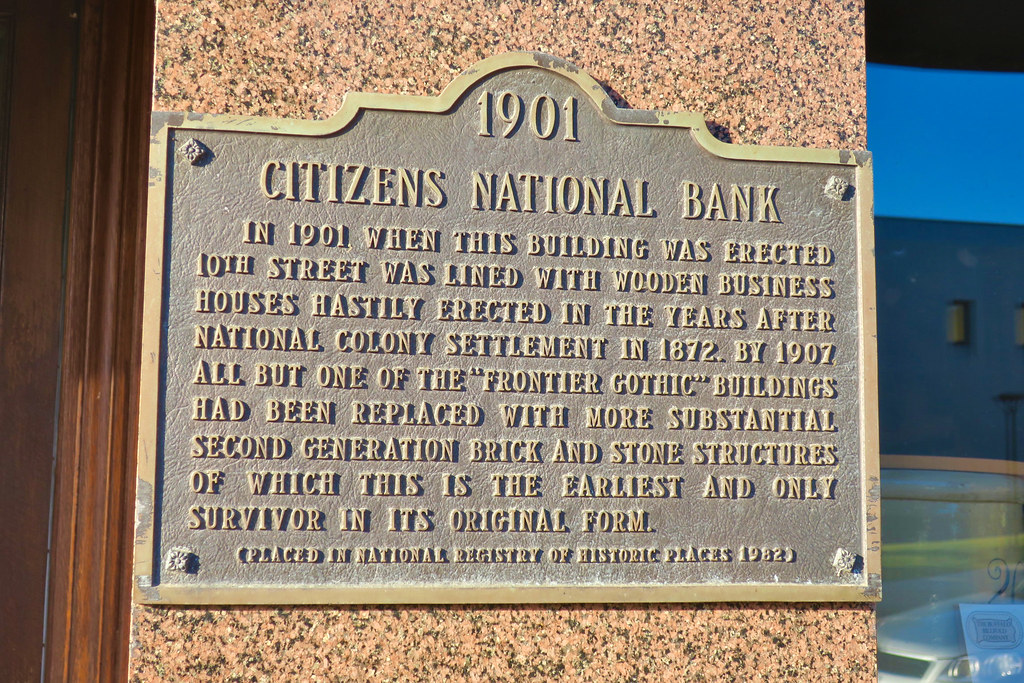 1901
CITIZENS NATIONAL BANK
IN 1901, WHEN THIS BUILDING WAS ERECTED
10TH STREET WAS LINED WITH WOODEN BUSINESS
HOUSES HASTILY ERECTED IN THE YEARS AFTER
NATIONAL COLONY SETTLEMENT IN 1872. BY 1907,
ALL BUT ONE OF THE "FRONTIER GOTHIC" BUILDINGS
HAD BEEN REPLACED WITH MORE SUBSTANTIAL
SECOND GENERATION BRICK AND STONE STRUCTURES
OF WHICH THIS IS THE EARLIEST AND ONLY
SURVIVOR IN ITS ORIGINAL FORM.
(PLACED IN NATIONAL REGISTRY OF HISTORIC PLACES 1982)